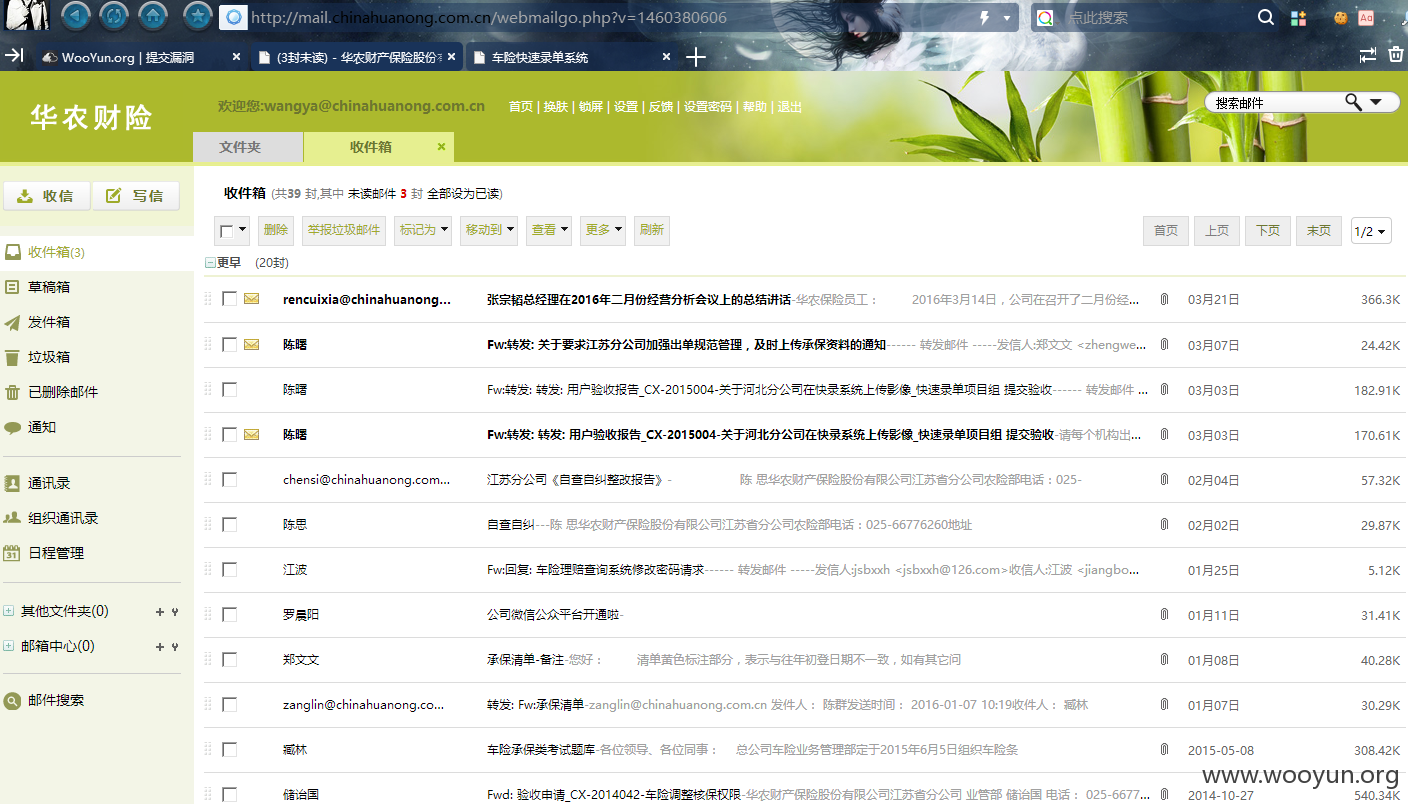 http://mail.chinahuanong.com.cn/webmailgo.php?v=1460380606 点此搜索
WooYun.org | 提交漏洞 × (3封未读) - 华农财产保险股份 × 车险快速录单系统 ×
华农财险
欢迎您:wangya@chinahuanong.com.cn 首页 | 换肤 | 锁屏 | 设置 | 反馈 | 设置密码 | 帮助 | 退出
搜索邮件
文件夹 收件箱 ×
收信 写信
收件箱 (共39 封,其中 未读邮件 3 封 全部设为已读)
删除 举报垃圾邮件 标记为 移动到 查看 更多 刷新 首页 上页 下页 末页 1/2
收件箱(3)
草稿箱
发件箱
垃圾箱
已删除邮件
通知
通讯录
组织通讯录
31 日程管理
其他文件夹(0)
邮箱中心(0)
邮件搜索
更早 (20封)
rencuixia@chinahuanong... 张宗韬总经理在2016年二月份经营分析会议上的总结讲话-华农保险员工： 2016年3月14日，公司在召开了二月份经... 03月21日 366.3K
陈曙 Fw:转发: 关于要求江苏分公司加强出单规范管理，及时上传承保资料的通知------ 转发邮件 -----发信人:郑文文 <zhengwe... 03月07日 24.42K
陈曙 Fw:转发: 转发: 用户验收报告_CX-2015004-关于河北分公司在快录系统上传影像_快速录单项目组 提交验收------ 转发邮件 ... 03月03日 182.91K
陈曙 Fw:转发: 转发: 用户验收报告_CX-2015004-关于河北分公司在快录系统上传影像_快速录单项目组 提交验收-请每个机构出... 03月03日 170.61K
chensi@chinahuanong.com... 江苏分公司《自查自纠整改报告》- 陈 思华农财产保险股份有限公司江苏省分公司农险部电话：025- 02月04日 57.32K
陈思 自查自纠---陈 思华农财产保险股份有限公司江苏省分公司农险部电话：025-66776260地址 02月02日 29.87K
江波 Fw:回复: 车险理赔查询系统修改密码请求------ 转发邮件 -----发信人:jsbxxh <jsbxxh@126.com>收信人:江波 <jiangbo... 01月25日 5.12K
罗晨阳 公司微信公众平台开通啦- 01月11日 31.41K
郑文文 承保清单-备注-您好： 清单黄色标注部分，表示与往年初登日期不一致，如有其它问 01月08日 40.28K
zanglin@chinahuanong.co... 转发: Fw:承保清单-zanglin@chinahuanong.com.cn 发件人： 陈群发送时间： 2016-01-07 10:19收件人： 臧林 01月07日 30.29K
臧林 车险承保类考试题库-各位领导、各位同事： 总公司车险业务管理部定于2015年6月5日组织车险条 2015-05-08 308.42K
储诒国 Fwd: 验收申请_CX-2014042-车险调整核保权限-华农财产保险股份有限公司江苏分公司 业管部 储诒国 电话： 025-6677... 2014-10-27 540.34K
www.wooyun.org